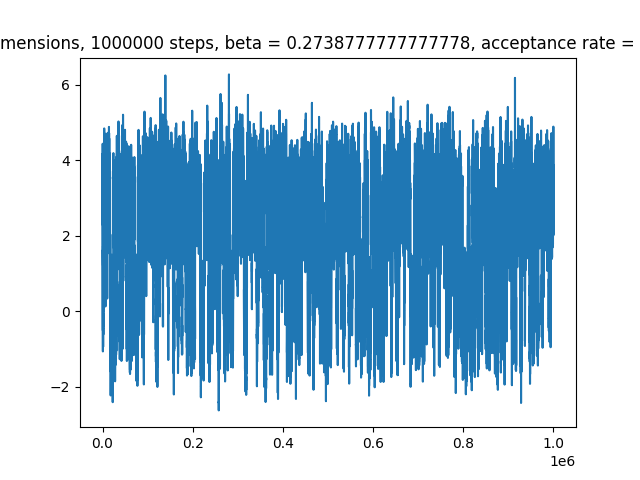 mensions, 1000000 steps, beta = 0.2738777777777778, acceptance rate =
6
4
2
0
−2
0.0 0.2 0.4 0.6 0.8 1.0
1e6